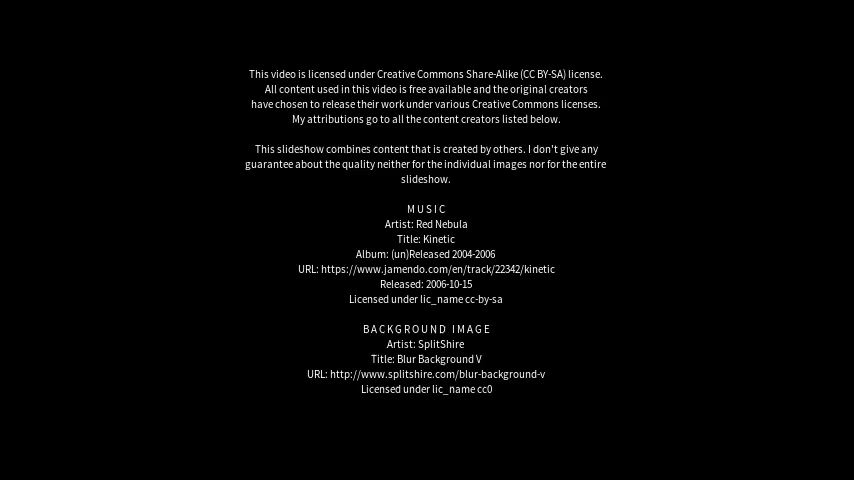 This video is licensed under Creative Commons Share-Alike (CC BY-SA) license.
All content used in this video is free available and the original creators
have chosen to release their work under various Creative Commons licenses.
My attributions go to all the content creators listed below.
This slideshow combines content that is created by others. I don't give any
guarantee about the quality neither for the individual images nor for the entire
slideshow.
MUSIC
Artist: Red Nebula
Title: Kinetic
Album: (un)Released 2004-2006
URL: https://www.jamendo.com/en/track/22342/kinetic
Released: 2006-10-15
Licensed under lic_name cc-by-sa
BACKGROUND IMAGE
Artist: SplitShire
Title: Blur Background V
URL: http://www.splitshire.com/blur-background-v
Licensed under lic_name cc0